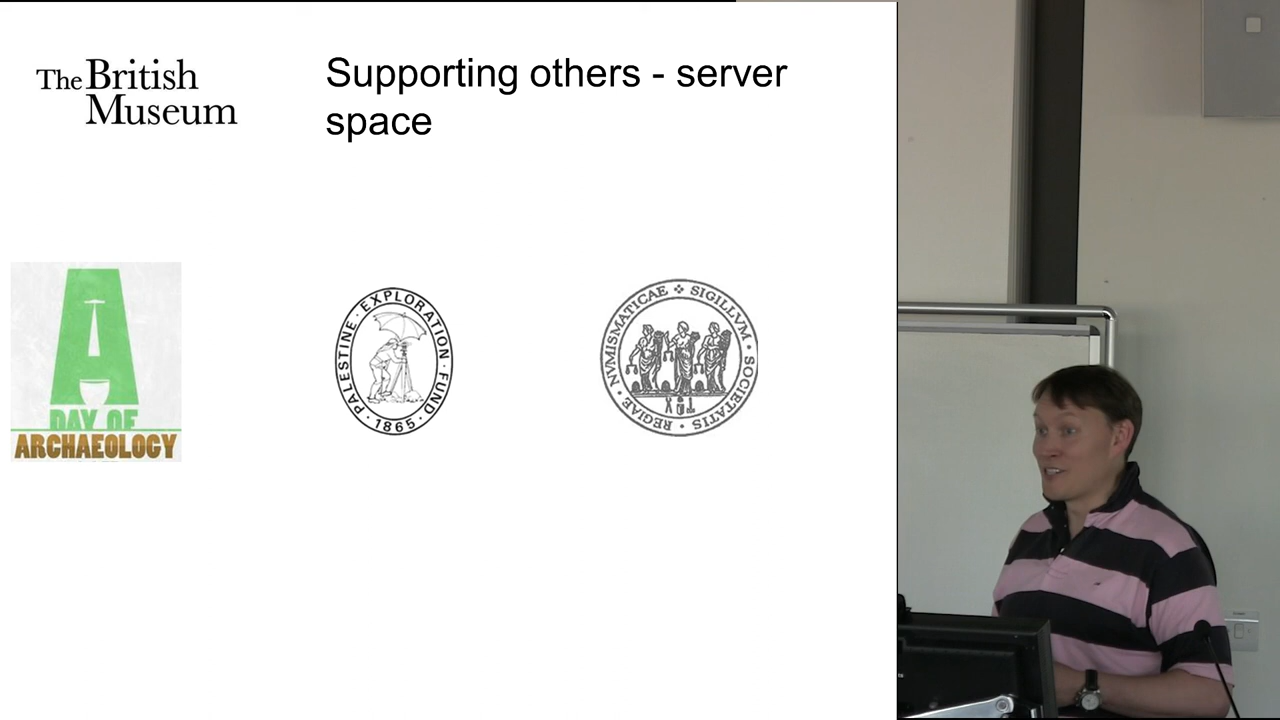 The British
Museum
Supporting others - server
space
DAY OF
ARCHAEOLOGY
PALESTINE · EXPLORATION · FUND ·
· 1865 ·
REGIAE · NVMISMATICAE ✣ SIGILLVM · SOCIETATIS ·